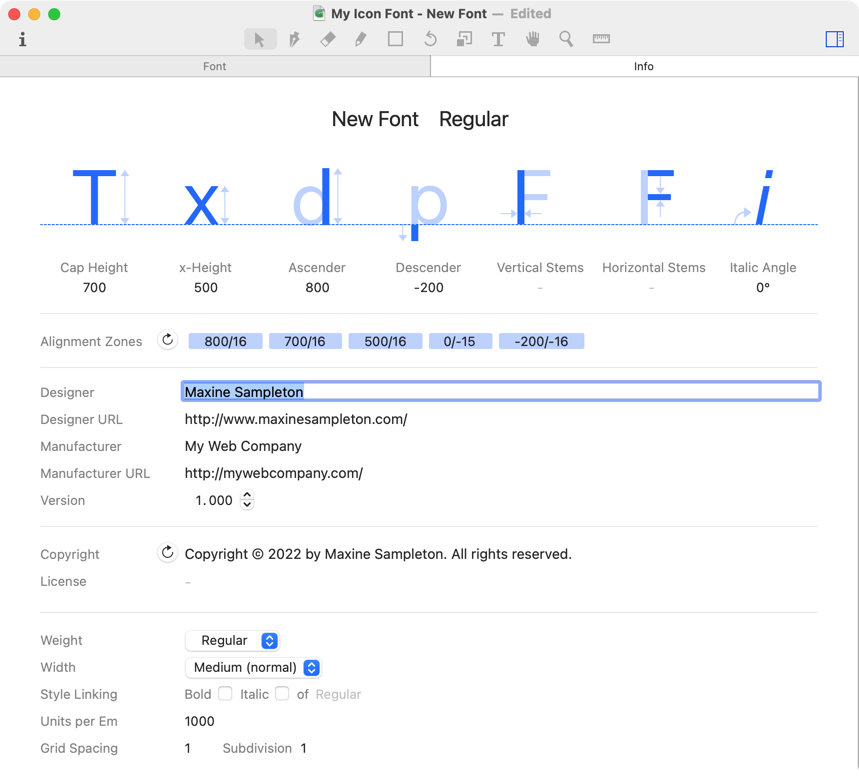 My Icon Font - New Font — Edited
Font Info
New Font Regular
T x d p F F i
Cap Height x-Height Ascender Descender Vertical Stems Horizontal Stems Italic Angle
700 500 800 -200 - - 0°
Alignment Zones 800/16 700/16 500/16 0/-15 -200/-16
Designer Maxine Sampleton
Designer URL http://www.maxinesampleton.com/
Manufacturer My Web Company
Manufacturer URL http://mywebcompany.com/
Version 1.000
Copyright Copyright © 2022 by Maxine Sampleton. All rights reserved.
License -
Weight Regular
Width Medium (normal)
Style Linking Bold Italic of Regular
Units per Em 1000
Grid Spacing 1 Subdivision 1